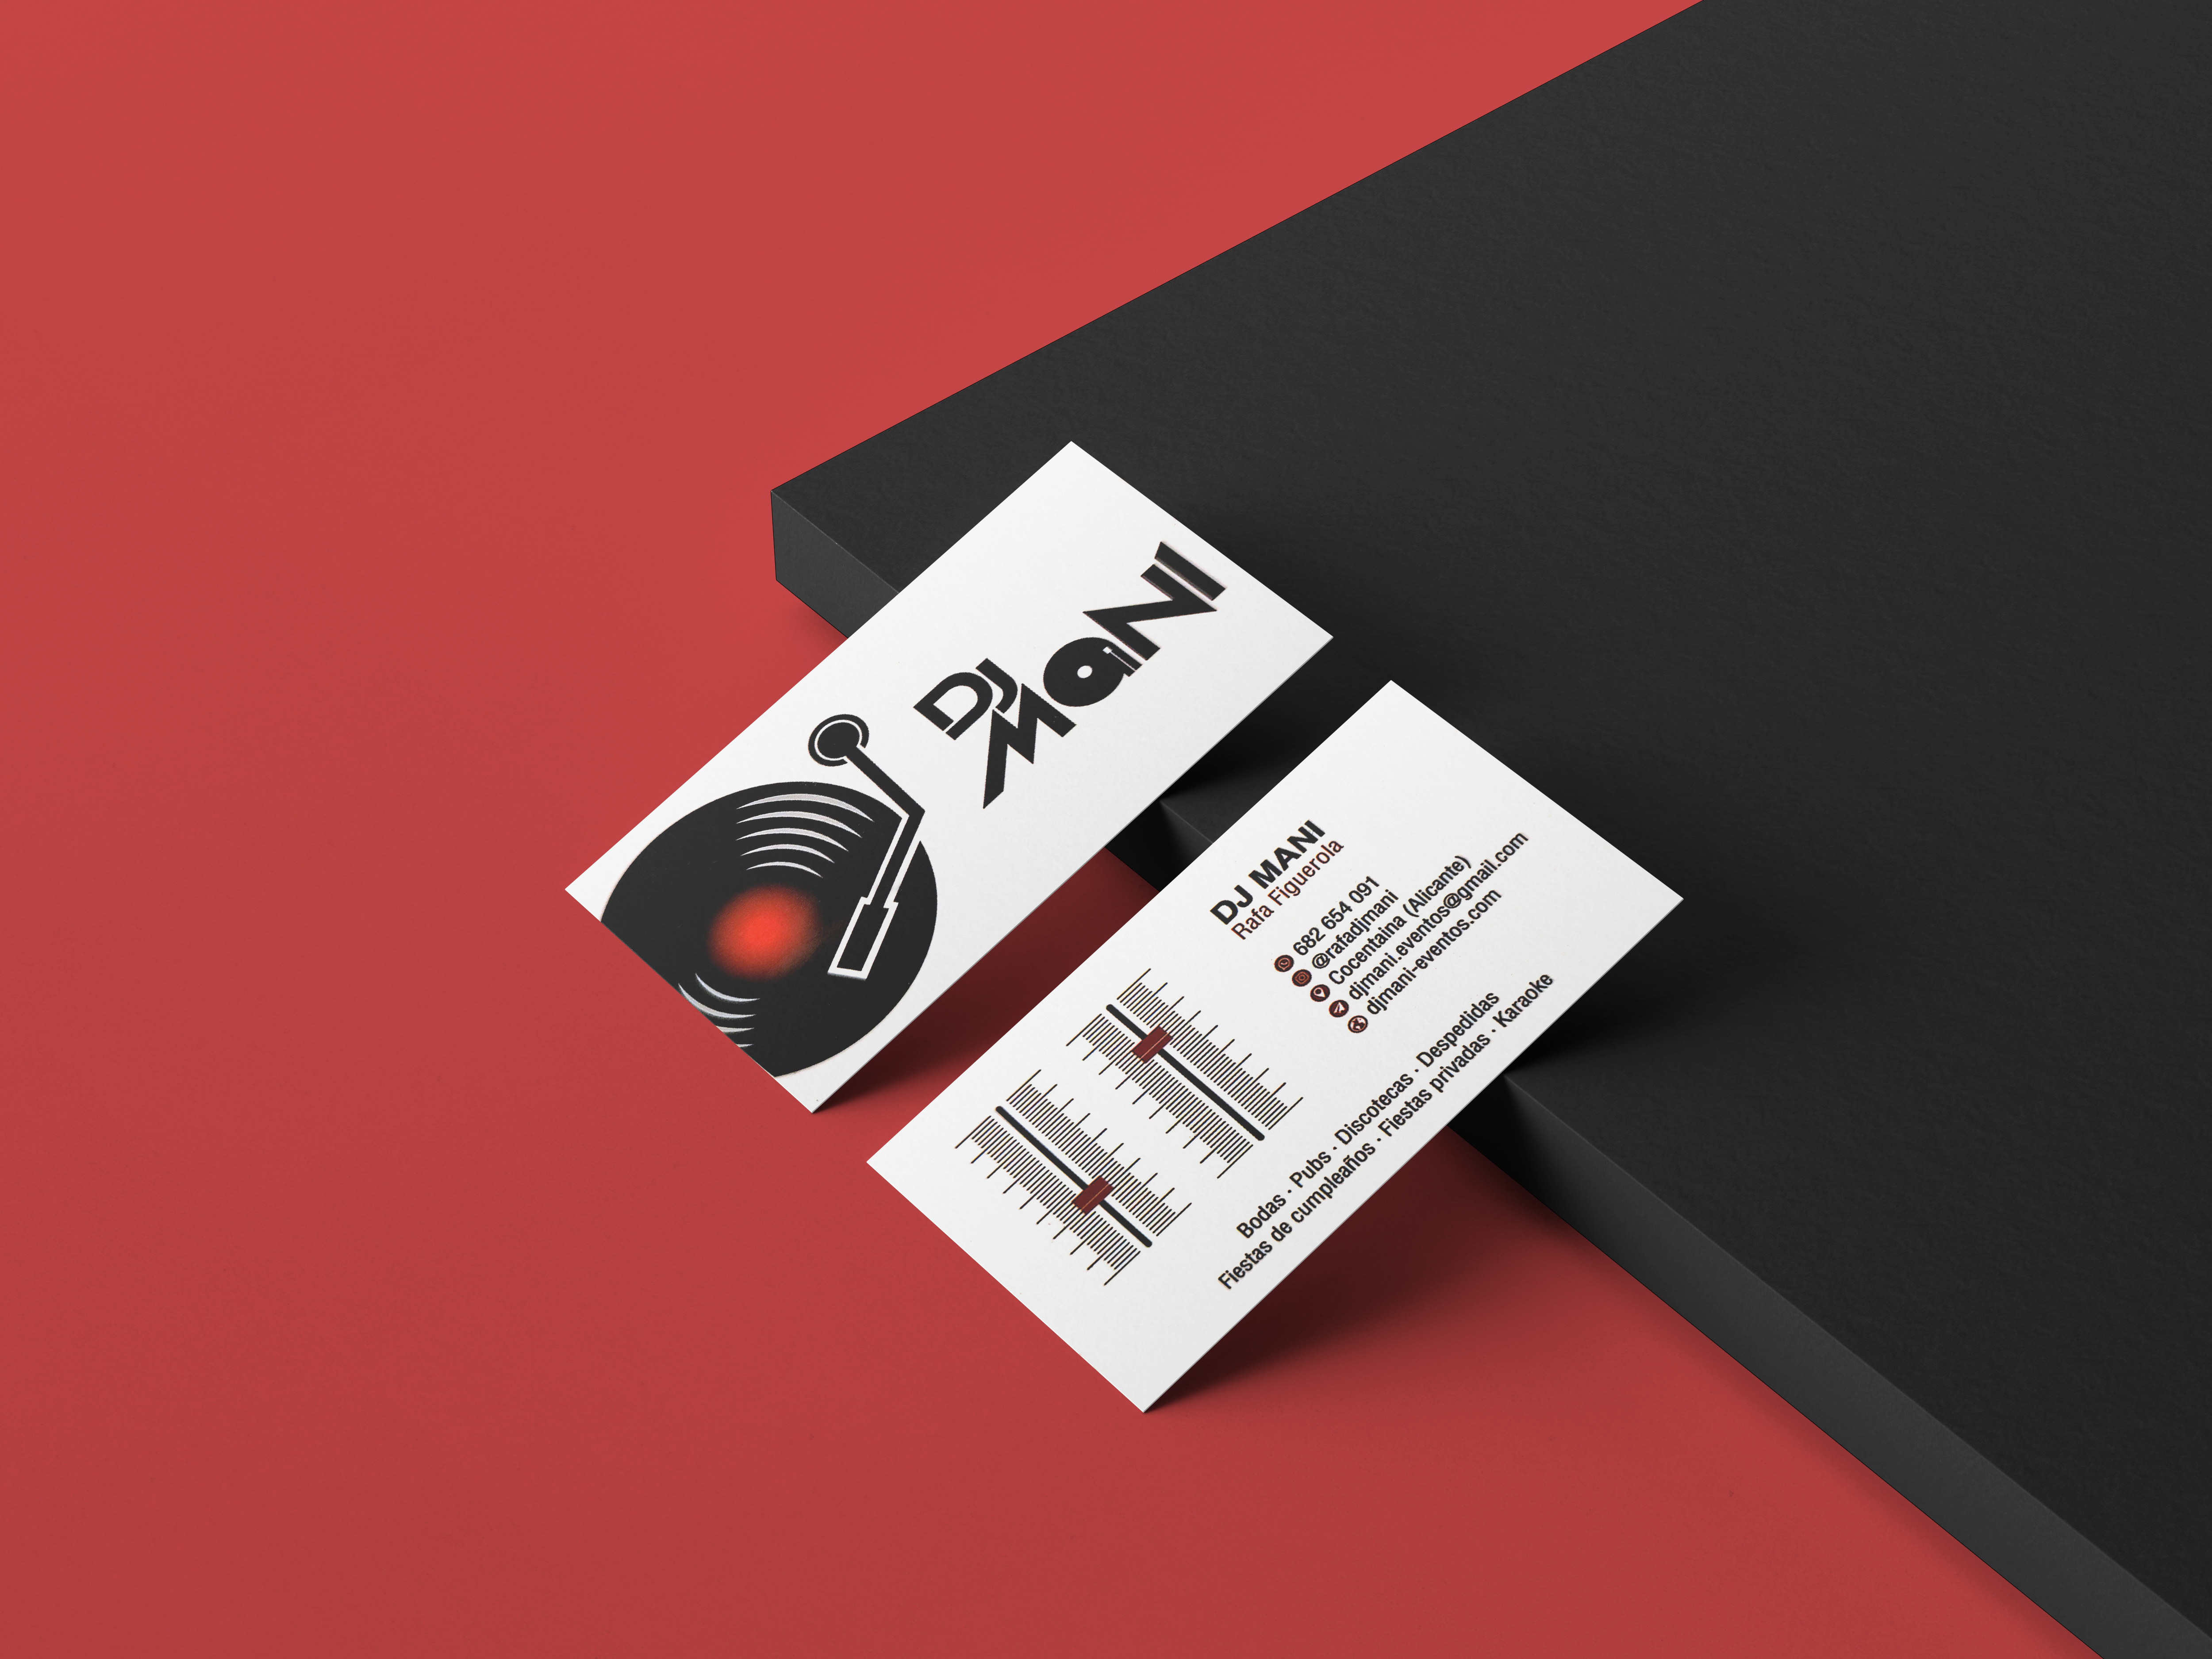 DJ
MaNI
DJ MANI
Rafa Figuerola
682 654 091
@rafadjmani
Cocentaina (Alicante)
djmani.eventos@gmail.com
djmani-eventos.com
Bodas · Pubs · Discotecas · Despedidas
Fiestas de cumpleaños · Fiestas privadas · Karaoke